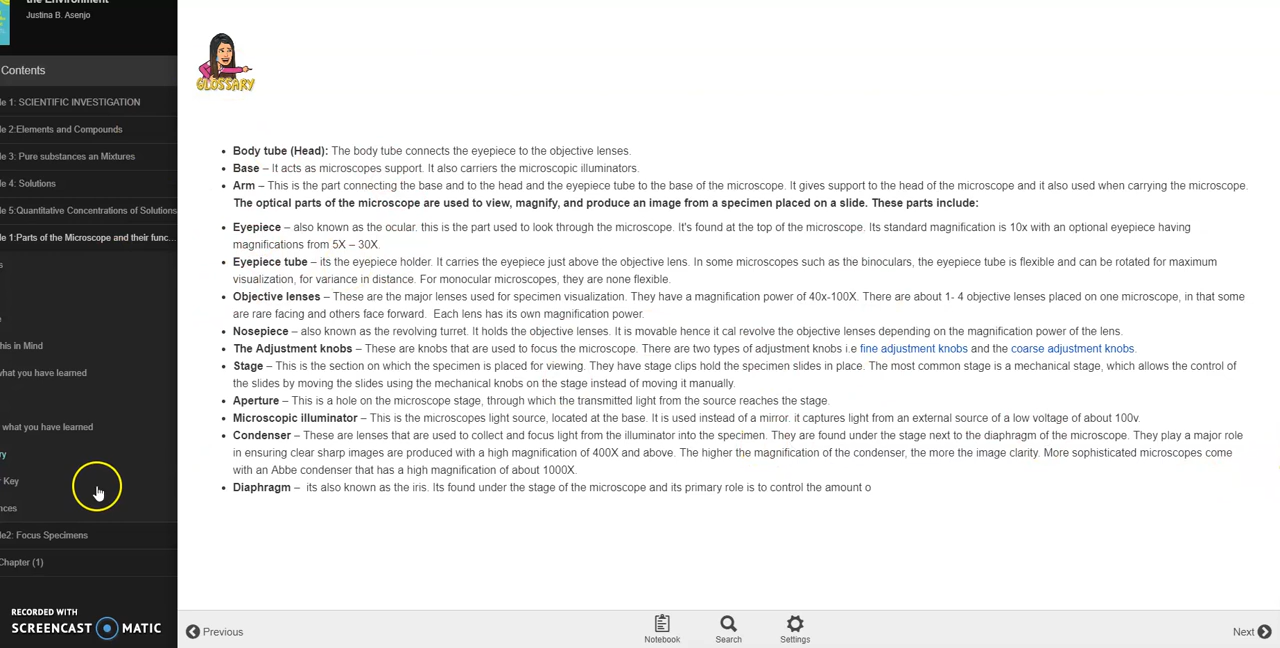 the Environment
Justina B. Asenjo
Contents
le 1: SCIENTIFIC INVESTIGATION
le 2:Elements and Compounds
le 3: Pure substances an Mixtures
le 4: Solutions
le 5:Quantitative Concentrations of Solutions
le 1:Parts of the Microscope and their func...
s
e
his in Mind
what you have learned
what you have learned
ry
r Key
nces
le2: Focus Specimens
Chapter (1)
RECORDED WITH
SCREENCAST MATIC
GLOSSARY
• Body tube (Head): The body tube connects the eyepiece to the objective lenses.
• Base – It acts as microscopes support. It also carriers the microscopic illuminators.
• Arm – This is the part connecting the base and to the head and the eyepiece tube to the base of the microscope. It gives support to the head of the microscope and it also used when carrying the microscope.
The optical parts of the microscope are used to view, magnify, and produce an image from a specimen placed on a slide. These parts include:
• Eyepiece – also known as the ocular. this is the part used to look through the microscope. It's found at the top of the microscope. Its standard magnification is 10x with an optional eyepiece having
magnifications from 5X – 30X.
• Eyepiece tube – its the eyepiece holder. It carries the eyepiece just above the objective lens. In some microscopes such as the binoculars, the eyepiece tube is flexible and can be rotated for maximum
visualization, for variance in distance. For monocular microscopes, they are none flexible.
• Objective lenses – These are the major lenses used for specimen visualization. They have a magnification power of 40x-100X. There are about 1- 4 objective lenses placed on one microscope, in that some
are rare facing and others face forward. Each lens has its own magnification power.
• Nosepiece – also known as the revolving turret. It holds the objective lenses. It is movable hence it cal revolve the objective lenses depending on the magnification power of the lens.
• The Adjustment knobs – These are knobs that are used to focus the microscope. There are two types of adjustment knobs i.e fine adjustment knobs and the coarse adjustment knobs.
• Stage – This is the section on which the specimen is placed for viewing. They have stage clips hold the specimen slides in place. The most common stage is a mechanical stage, which allows the control of
the slides by moving the slides using the mechanical knobs on the stage instead of moving it manually.
• Aperture – This is a hole on the microscope stage, through which the transmitted light from the source reaches the stage.
• Microscopic illuminator – This is the microscopes light source, located at the base. It is used instead of a mirror. it captures light from an external source of a low voltage of about 100v.
• Condenser – These are lenses that are used to collect and focus light from the illuminator into the specimen. They are found under the stage next to the diaphragm of the microscope. They play a major role
in ensuring clear sharp images are produced with a high magnification of 400X and above. The higher the magnification of the condenser, the more the image clarity. More sophisticated microscopes come
with an Abbe condenser that has a high magnification of about 1000X.
• Diaphragm – its also known as the iris. Its found under the stage of the microscope and its primary role is to control the amount o
Previous
Notebook
Search
Settings
Next